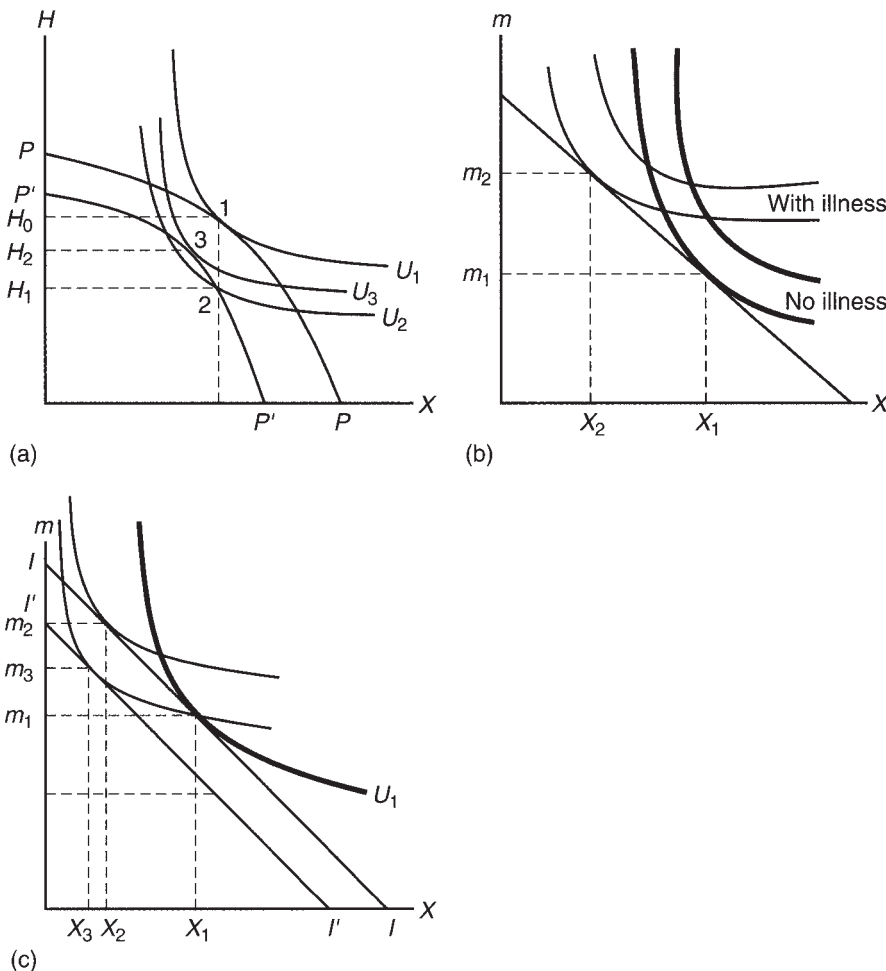 H
P
P'
H0
H2
H1
1
3
2
U1
U3
U2
P'
P
X
(a)
m
m2
m1
With illness
No illness
X2
X1
X
(b)
m
I
I'
m2
m3
m1
U1
X3
X2
X1
I'
I
X
(c)